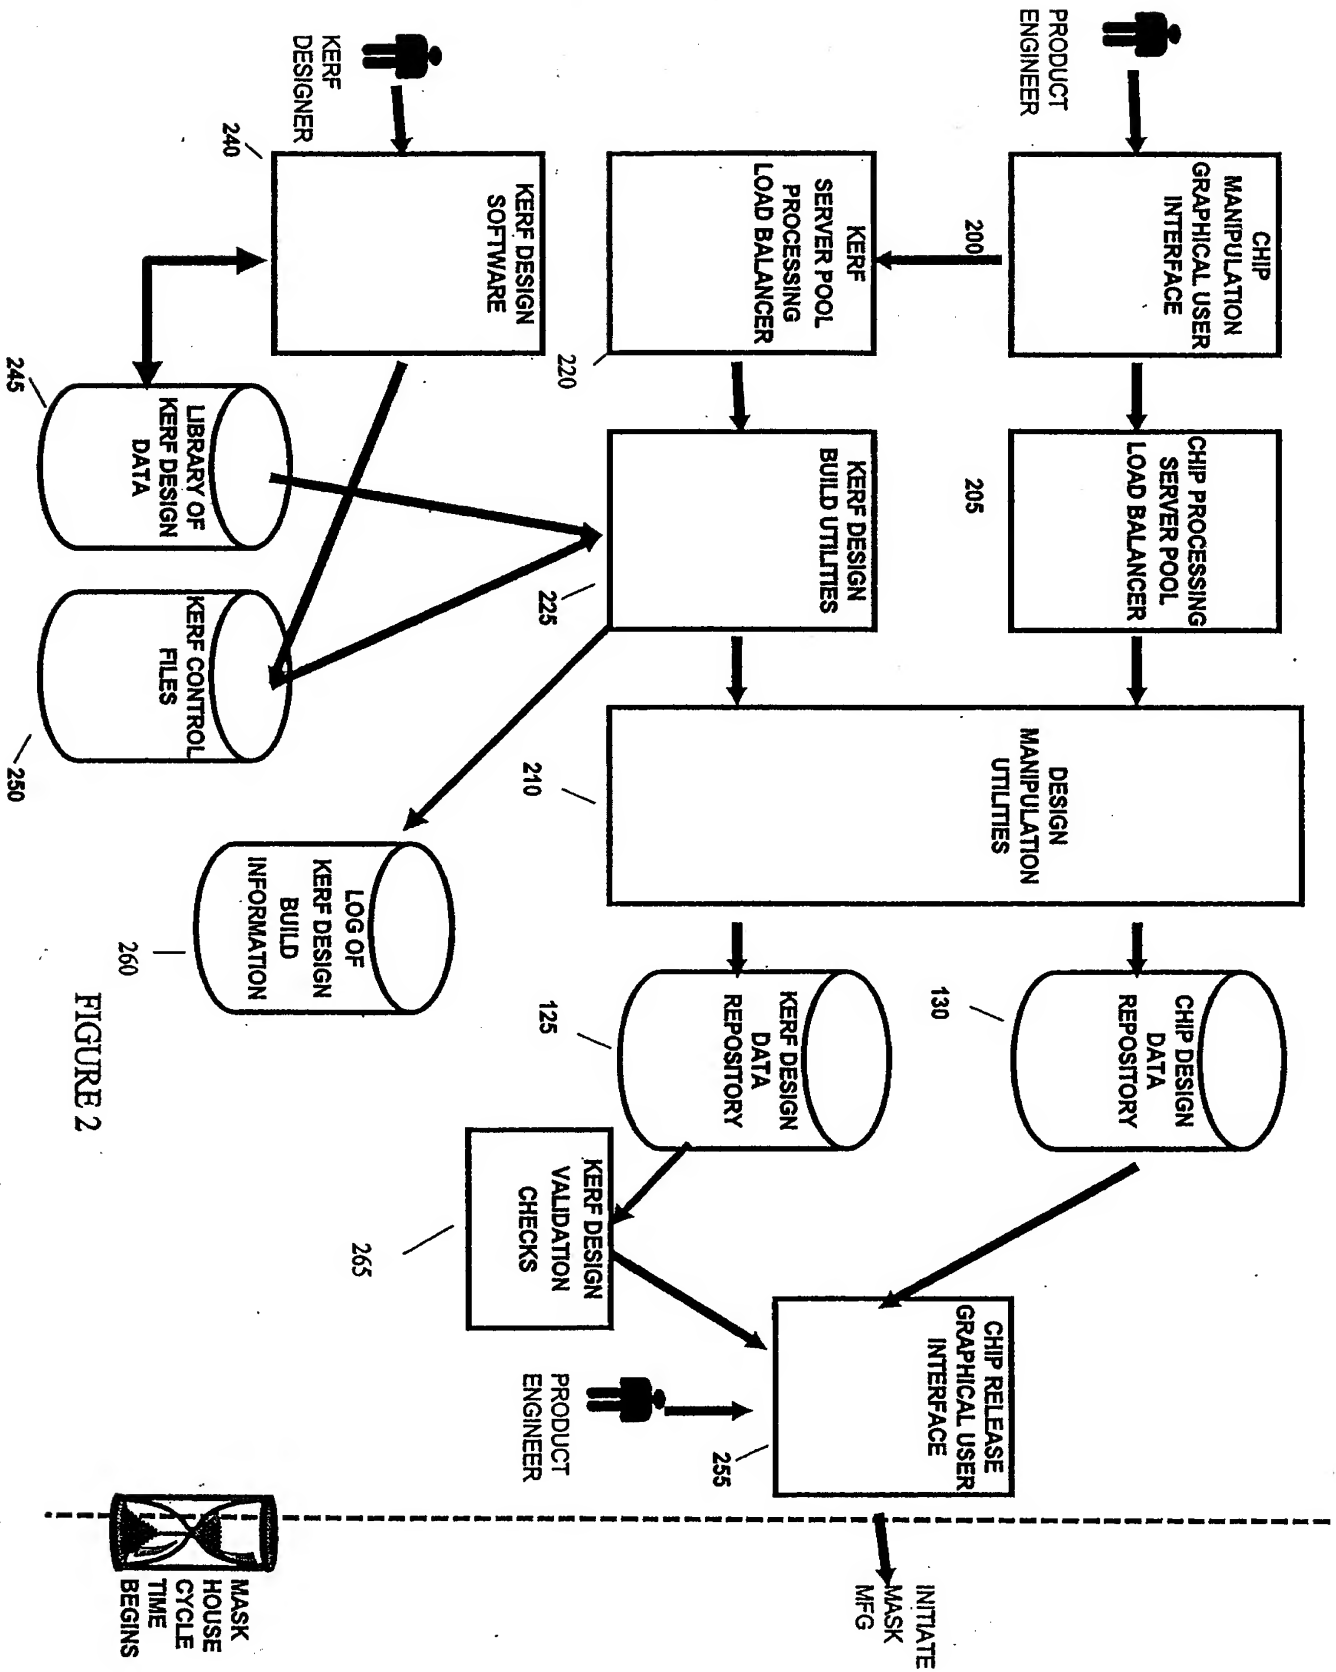 PRODUCT
ENGINEER
CHIP
MANIPULATION
GRAPHICAL USER
INTERFACE
200
CHIP PROCESSING
SERVER POOL
LOAD BALANCER
205
DESIGN
MANIPULATION
UTILITIES
210
CHIP DESIGN
DATA
REPOSITORY
130
CHIP RELEASE
GRAPHICAL USER
INTERFACE
255
INITIATE
MASK
MFG
KERF
SERVER POOL
PROCESSING
LOAD BALANCER
220
KERF DESIGN
BUILD UTILITIES
225
KERF DESIGN
DATA
REPOSITORY
125
KERF DESIGN
VALIDATION
CHECKS
265
PRODUCT
ENGINEER
KERF
DESIGNER
240
KERF DESIGN
SOFTWARE
LIBRARY OF
KERF DESIGN
DATA
245
KERF CONTROL
FILES
250
LOG OF
KERF DESIGN
BUILD
INFORMATION
260
MASK
HOUSE
CYCLE
TIME
BEGINS
FIGURE 2